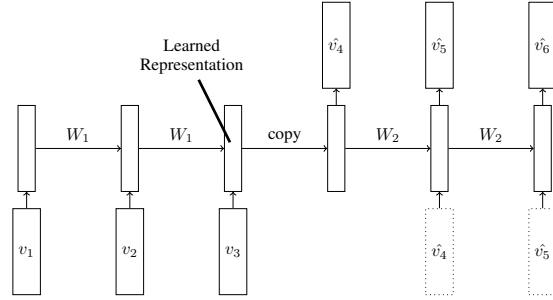 v̂₄ v̂₅ v̂₆
Learned
Representation
W₁ W₁ copy W₂ W₂
v₁ v₂ v₃ v̂₄ v̂₅